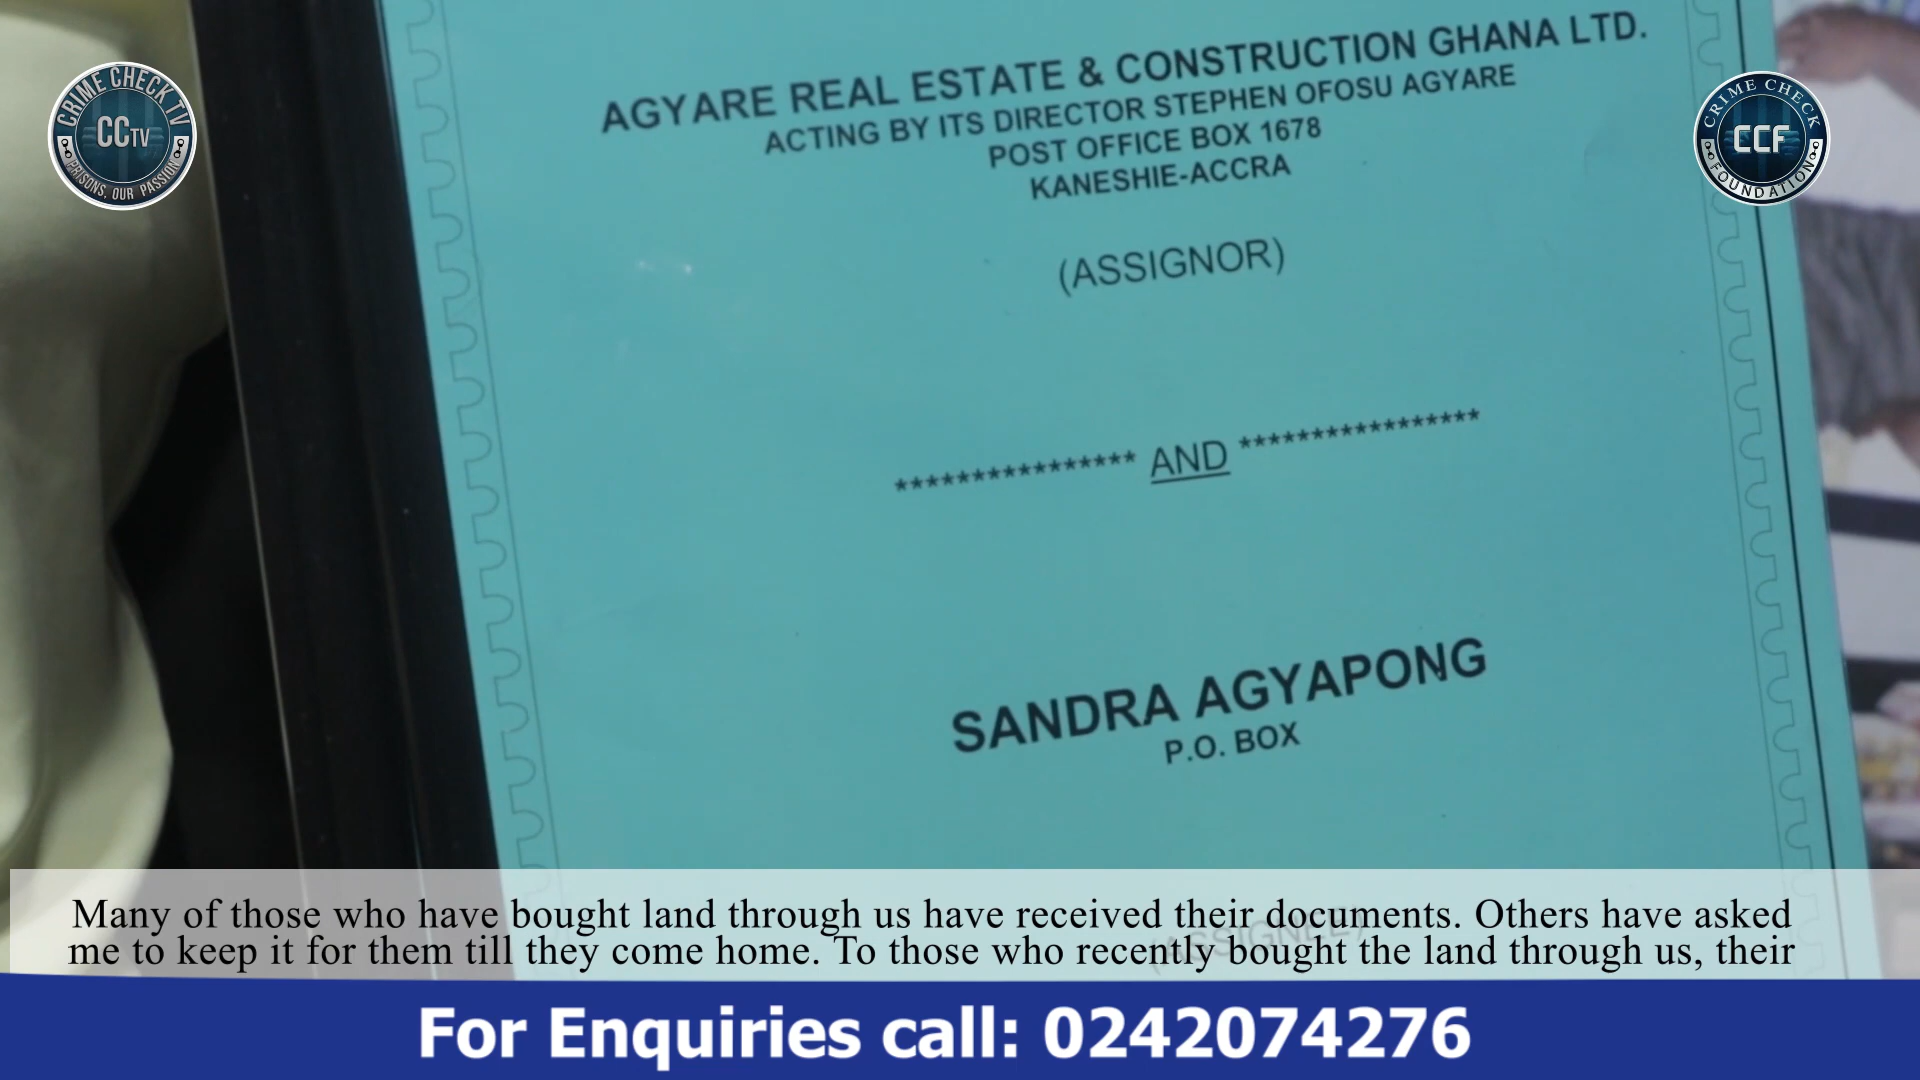 CRIME CHECK TV
CCTV
PRISONS, OUR PASSION
CRIME CHECK
CCF
FOUNDATION
AGYARE REAL ESTATE & CONSTRUCTION GHANA LTD.
ACTING BY ITS DIRECTOR STEPHEN OFOSU AGYARE
POST OFFICE BOX 1678
KANESHIE-ACCRA
(ASSIGNOR)
**************** AND *****************
SANDRA AGYAPONG
P.O. BOX
(ASSIGNEE)
Many of those who have bought land through us have received their documents. Others have asked
me to keep it for them till they come home. To those who recently bought the land through us, their
For Enquiries call: 0242074276